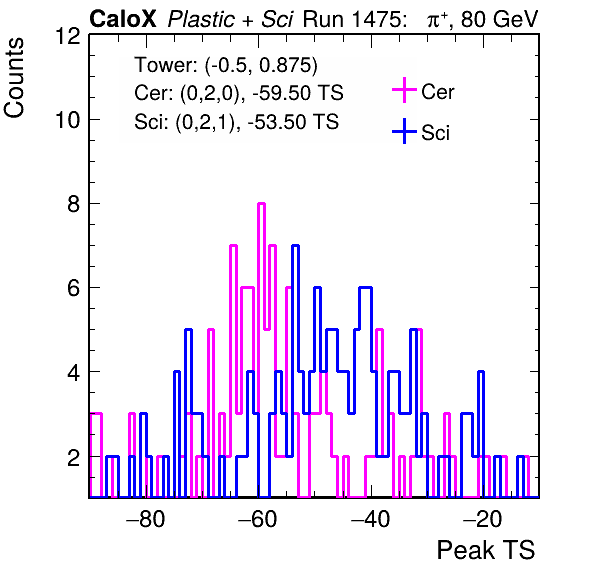 CaloX Plastic + Sci Run 1475: π⁺, 80 GeV
Counts
12
10
8
6
4
2
Tower: (-0.5, 0.875)
Cer: (0,2,0), -59.50 TS
Sci: (0,2,1), -53.50 TS
Cer
Sci
−80 −60 −40 −20
Peak TS